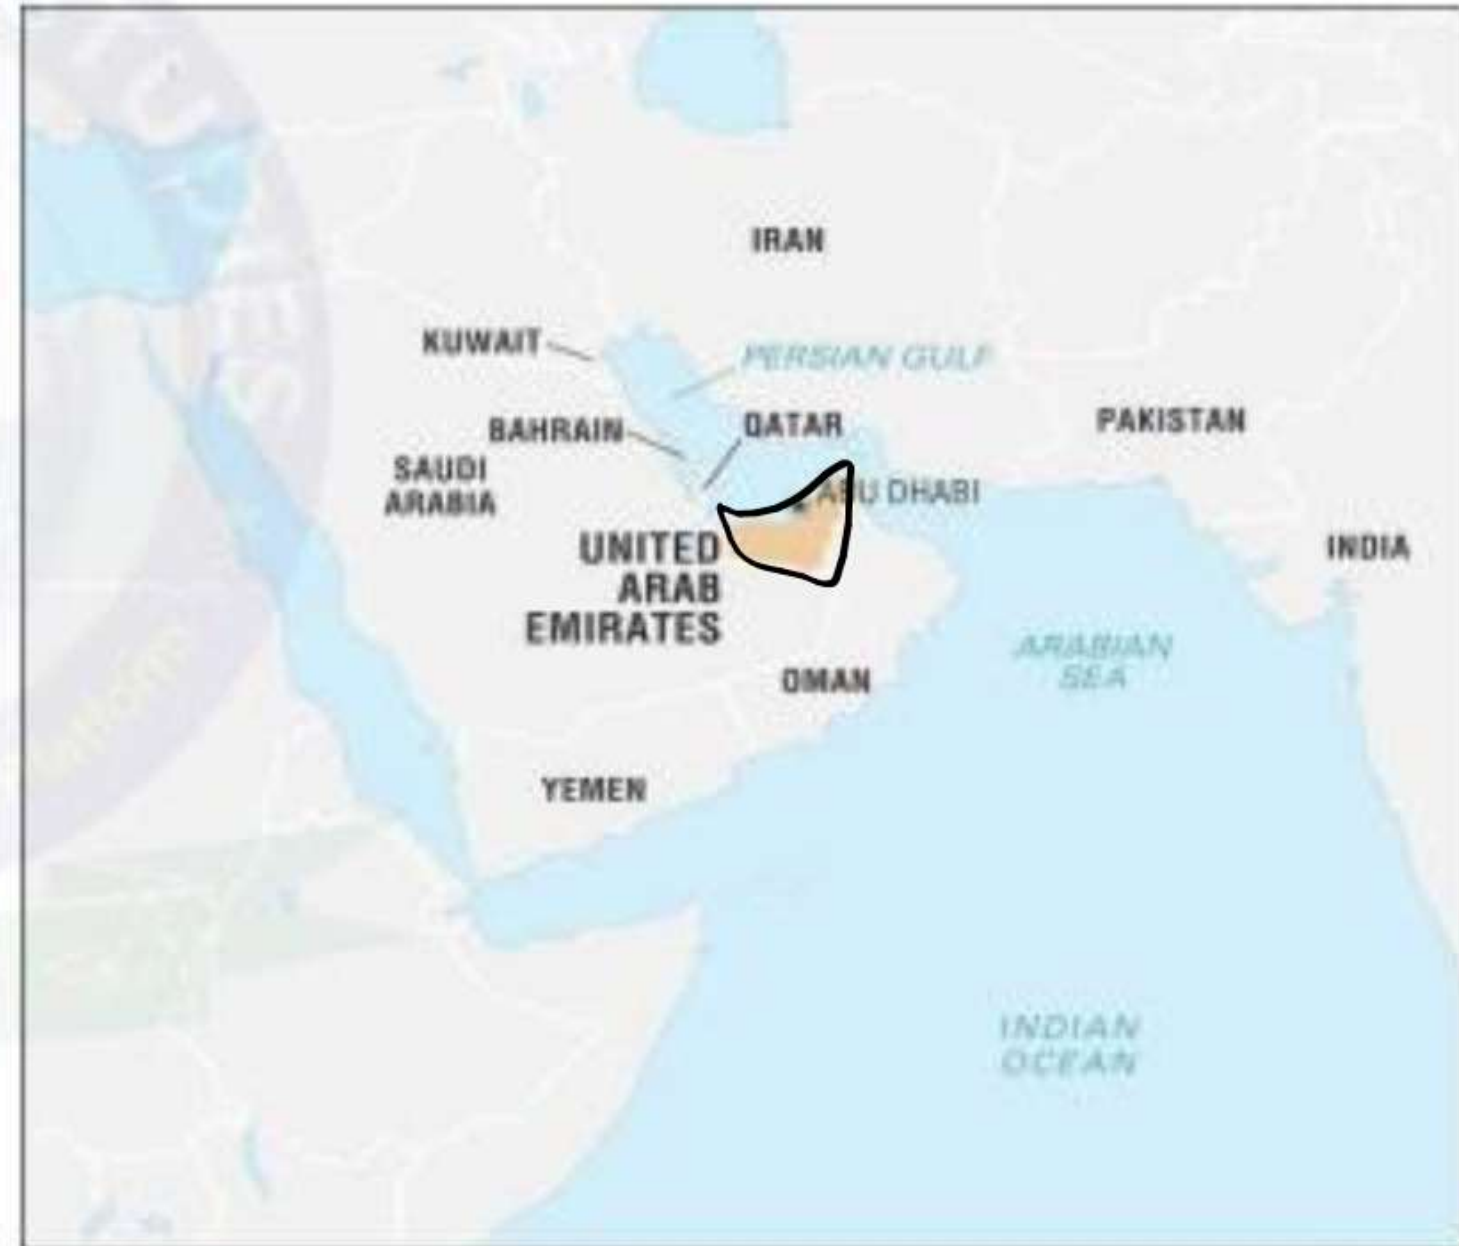 IRAN
KUWAIT
PERSIAN GULF
BAHRAIN
QATAR
PAKISTAN
SAUDI
ARABIA
ABU DHABI
UNITED
ARAB
EMIRATES
INDIA
ARABIAN
SEA
OMAN
YEMEN
INDIAN
OCEAN